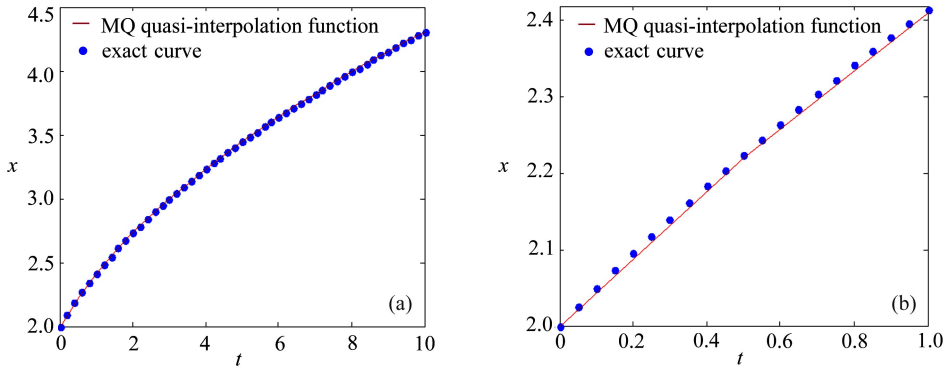 4.5
MQ quasi-interpolation function
exact curve
4.0
3.5
x
3.0
2.5
(a)
2.0
0 2 4 6 8 10
t
2.4
MQ quasi-interpolation function
exact curve
2.3
x
2.2
2.1
(b)
2.0
0 0.2 0.4 0.6 0.8 1.0
t